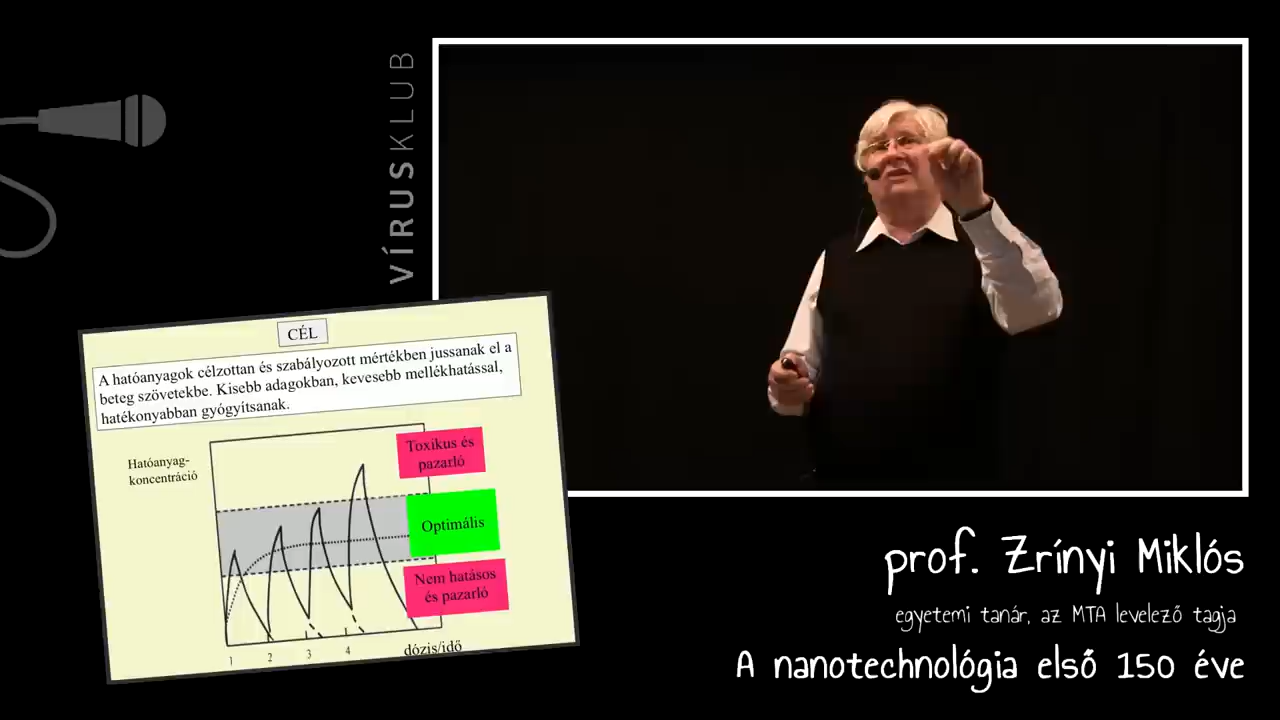 VÍRUSKLUB
CÉL
A hatóanyagok célzottan és szabályozott mértékben jussanak el a
beteg szövetekbe. Kisebb adagokban, kevesebb mellékhatással,
hatékonyabban gyógyítsanak.
Hatóanyag-
koncentráció
Toxikus és
pazarló
Optimális
Nem hatásos
és pazarló
1 2 3 4
dózis/idő
prof. Zrínyi Miklós
egyetemi tanár, az MTA levelező tagja
A nanotechnológia első 150 éve